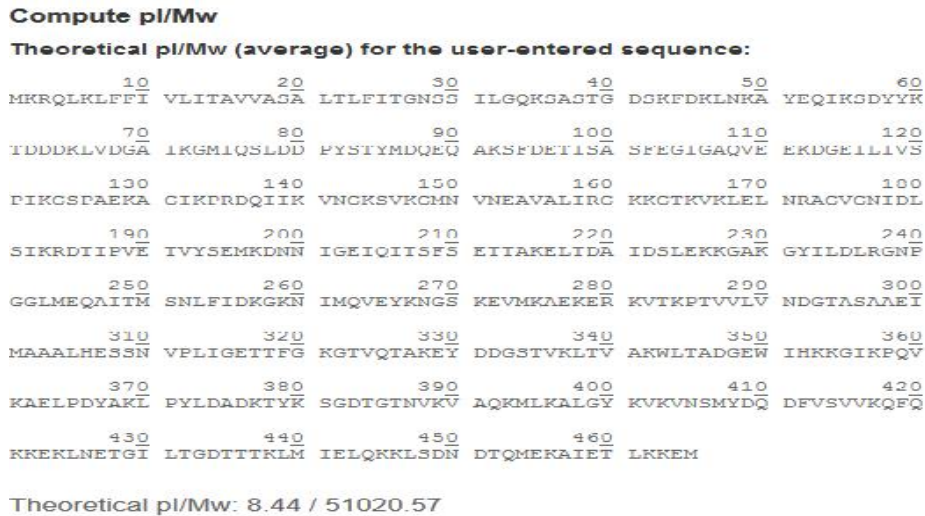 Compute pI/Mw
Theoretical pI/Mw (average) for the user-entered sequence:
10 20 30 40 50 60
MKRQLKLFFI VLITAVVASA LTLFITGNSS ILGQKSASTG DSKFDKLNKA YEQIKSDYYK
70 80 90 100 110 120
TDDDKLVDGA IKGMIQSLDD PYSTYMDQEQ AKSFDETISA SFEGIGAQVE EKDGEILIVS
130 140 150 160 170 180
PIKGSPAEKA GIKPRDQIIK VNGKSVKGMN VNEAVALIRG KKGTKVKLEL NRAGVGNIDL
190 200 210 220 230 240
SIKRDTIPVE TVYSEMKDNN IGEIQITSFS ETTAKELTDA IDSLEKKGAK GYILDLRGNP
250 260 270 280 290 300
GGLMEQAITM SNLFIDKGKN IMQVEYKNGS KEVMKAEKER KVTKPTVVLV NDGTASAAEI
310 320 330 340 350 360
MAAALHESSN VPLIGETTFG KGTVQTAKEY DDGSTVKLTV AKWLTADGEW IHKKGIKPQV
370 380 390 400 410 420
KAELPDYAKL PYLDADKTYK SGDTGTNVKV AQKMLKALGY KVKVNSMYDQ DFVSVVKQFQ
430 440 450 460
KKEKLNETGI LTGDTTTKLM IELQKKLSDN DTQMEKAIET LKKEM
Theoretical pI/Mw: 8.44 / 51020.57